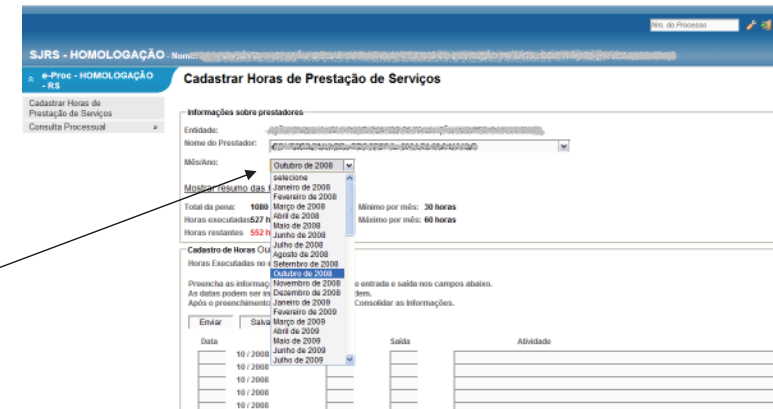 Nro. do Processo
SJRS - HOMOLOGAÇÃO - Nome:
e-Proc - HOMOLOGAÇÃO - RS
Cadastrar Horas de Prestação de Serviços
Consulta Processual »
Cadastrar Horas de Prestação de Serviços
Informações sobre prestadores
Entidade:
Nome do Prestador:
Mês/Ano: Outubro de 2008
selecione
Janeiro de 2008
Fevereiro de 2008
Março de 2008
Abril de 2008
Maio de 2008
Junho de 2008
Julho de 2008
Agosto de 2008
Setembro de 2008
Outubro de 2008
Novembro de 2008
Dezembro de 2008
Janeiro de 2009
Fevereiro de 2009
Março de 2009
Abril de 2009
Maio de 2009
Junho de 2009
Julho de 2009
Mostrar resumo das
Total da pena: 1080 Mínimo por mês: 30 horas
Horas executadas 527 h Máximo por mês: 60 horas
Horas restantes 552 h
Cadastro de Horas Ou
Horas Executadas no
Preencha as informaç e entrada e saída nos campos abaixo.
As datas podem ser in dem.
Após o preenchimento Consolidar as Informações.
Enviar Salva
Data Saída Atividade
10 / 2008
10 / 2008
10 / 2008
10 / 2008
10 / 2008